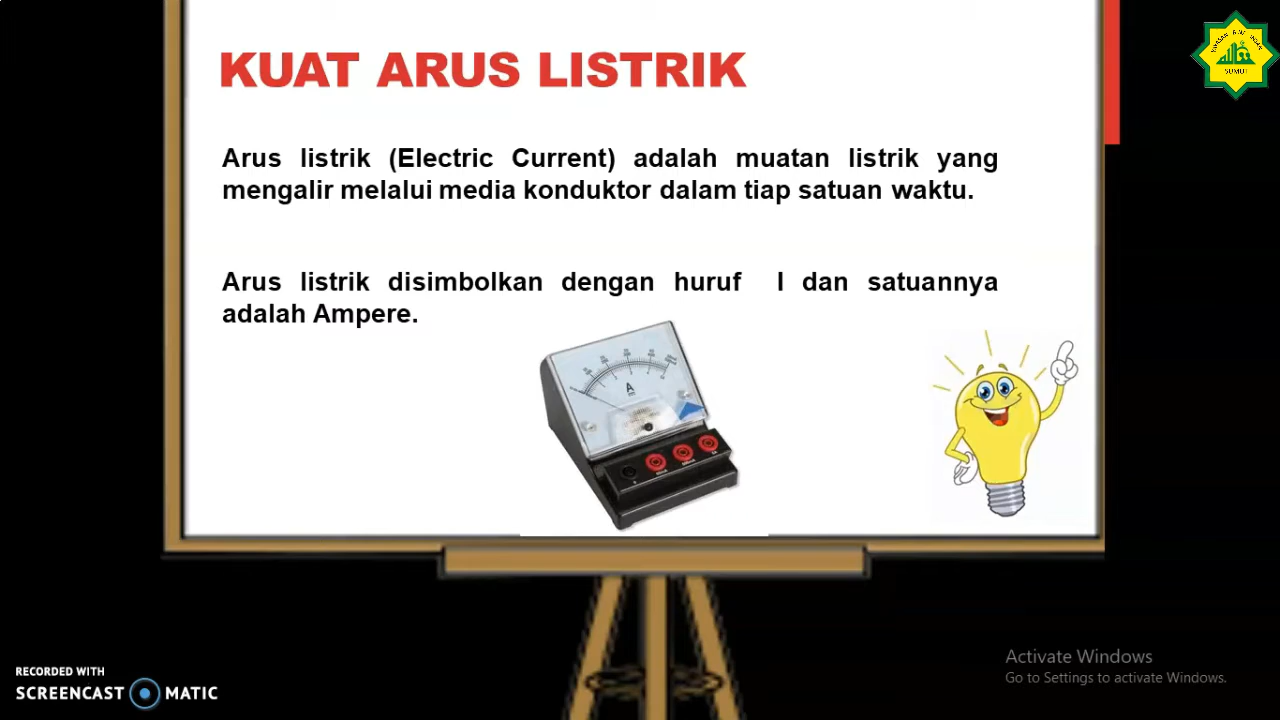 KUAT ARUS LISTRIK
Arus listrik (Electric Current) adalah muatan listrik yang
mengalir melalui media konduktor dalam tiap satuan waktu.
Arus listrik disimbolkan dengan huruf I dan satuannya
adalah Ampere.
A
SUMUT
Activate Windows
Go to Settings to activate Windows.
RECORDED WITH
SCREENCAST MATIC